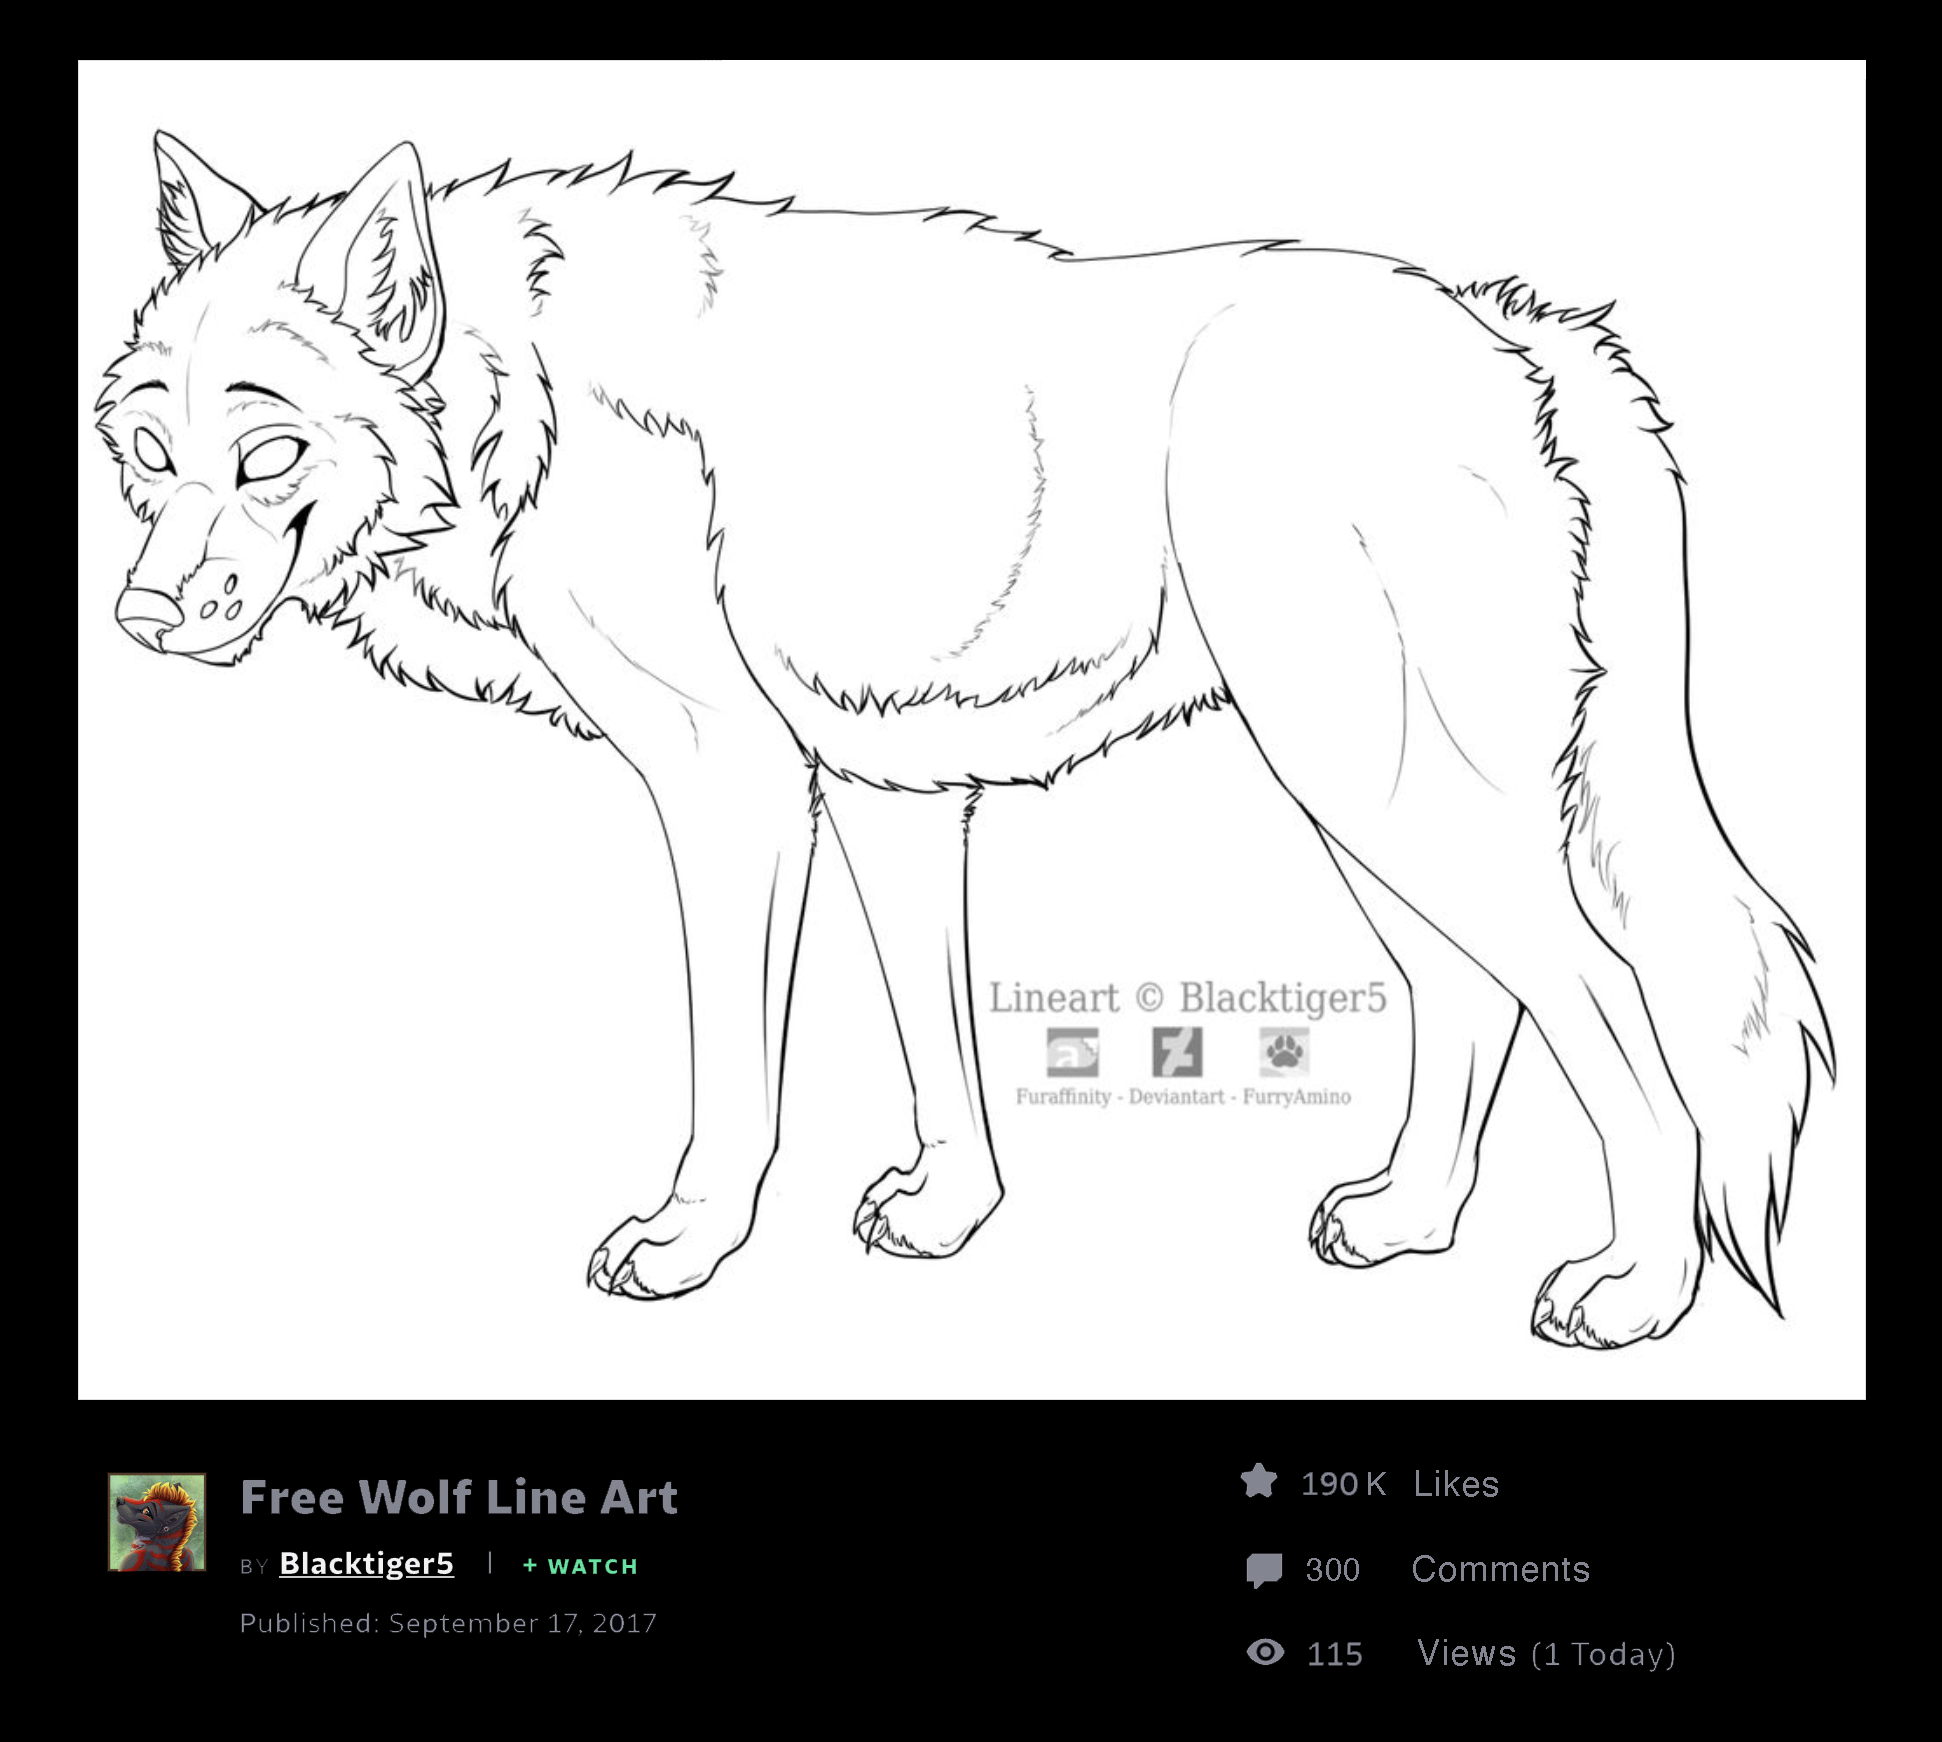 Lineart © Blacktiger5
a
Furaffinity - Deviantart - FurryAmino
Free Wolf Line Art
BY Blacktiger5 | + WATCH
Published: September 17, 2017
190 K Likes
300 Comments
115 Views (1 Today)